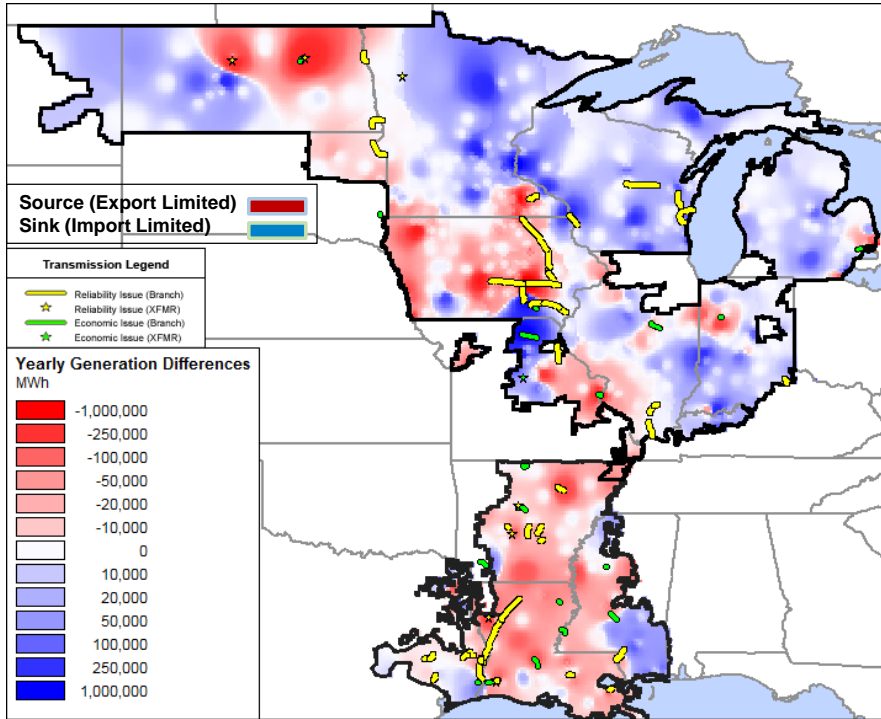 Source (Export Limited)
Sink (Import Limited)
Transmission Legend
Reliability Issue (Branch)
Reliability Issue (XFMR)
Economic Issue (Branch)
Economic Issue (XFMR)
Yearly Generation Differences
MWh
-1,000,000
-250,000
-100,000
-50,000
-20,000
-10,000
0
10,000
20,000
50,000
100,000
250,000
1,000,000